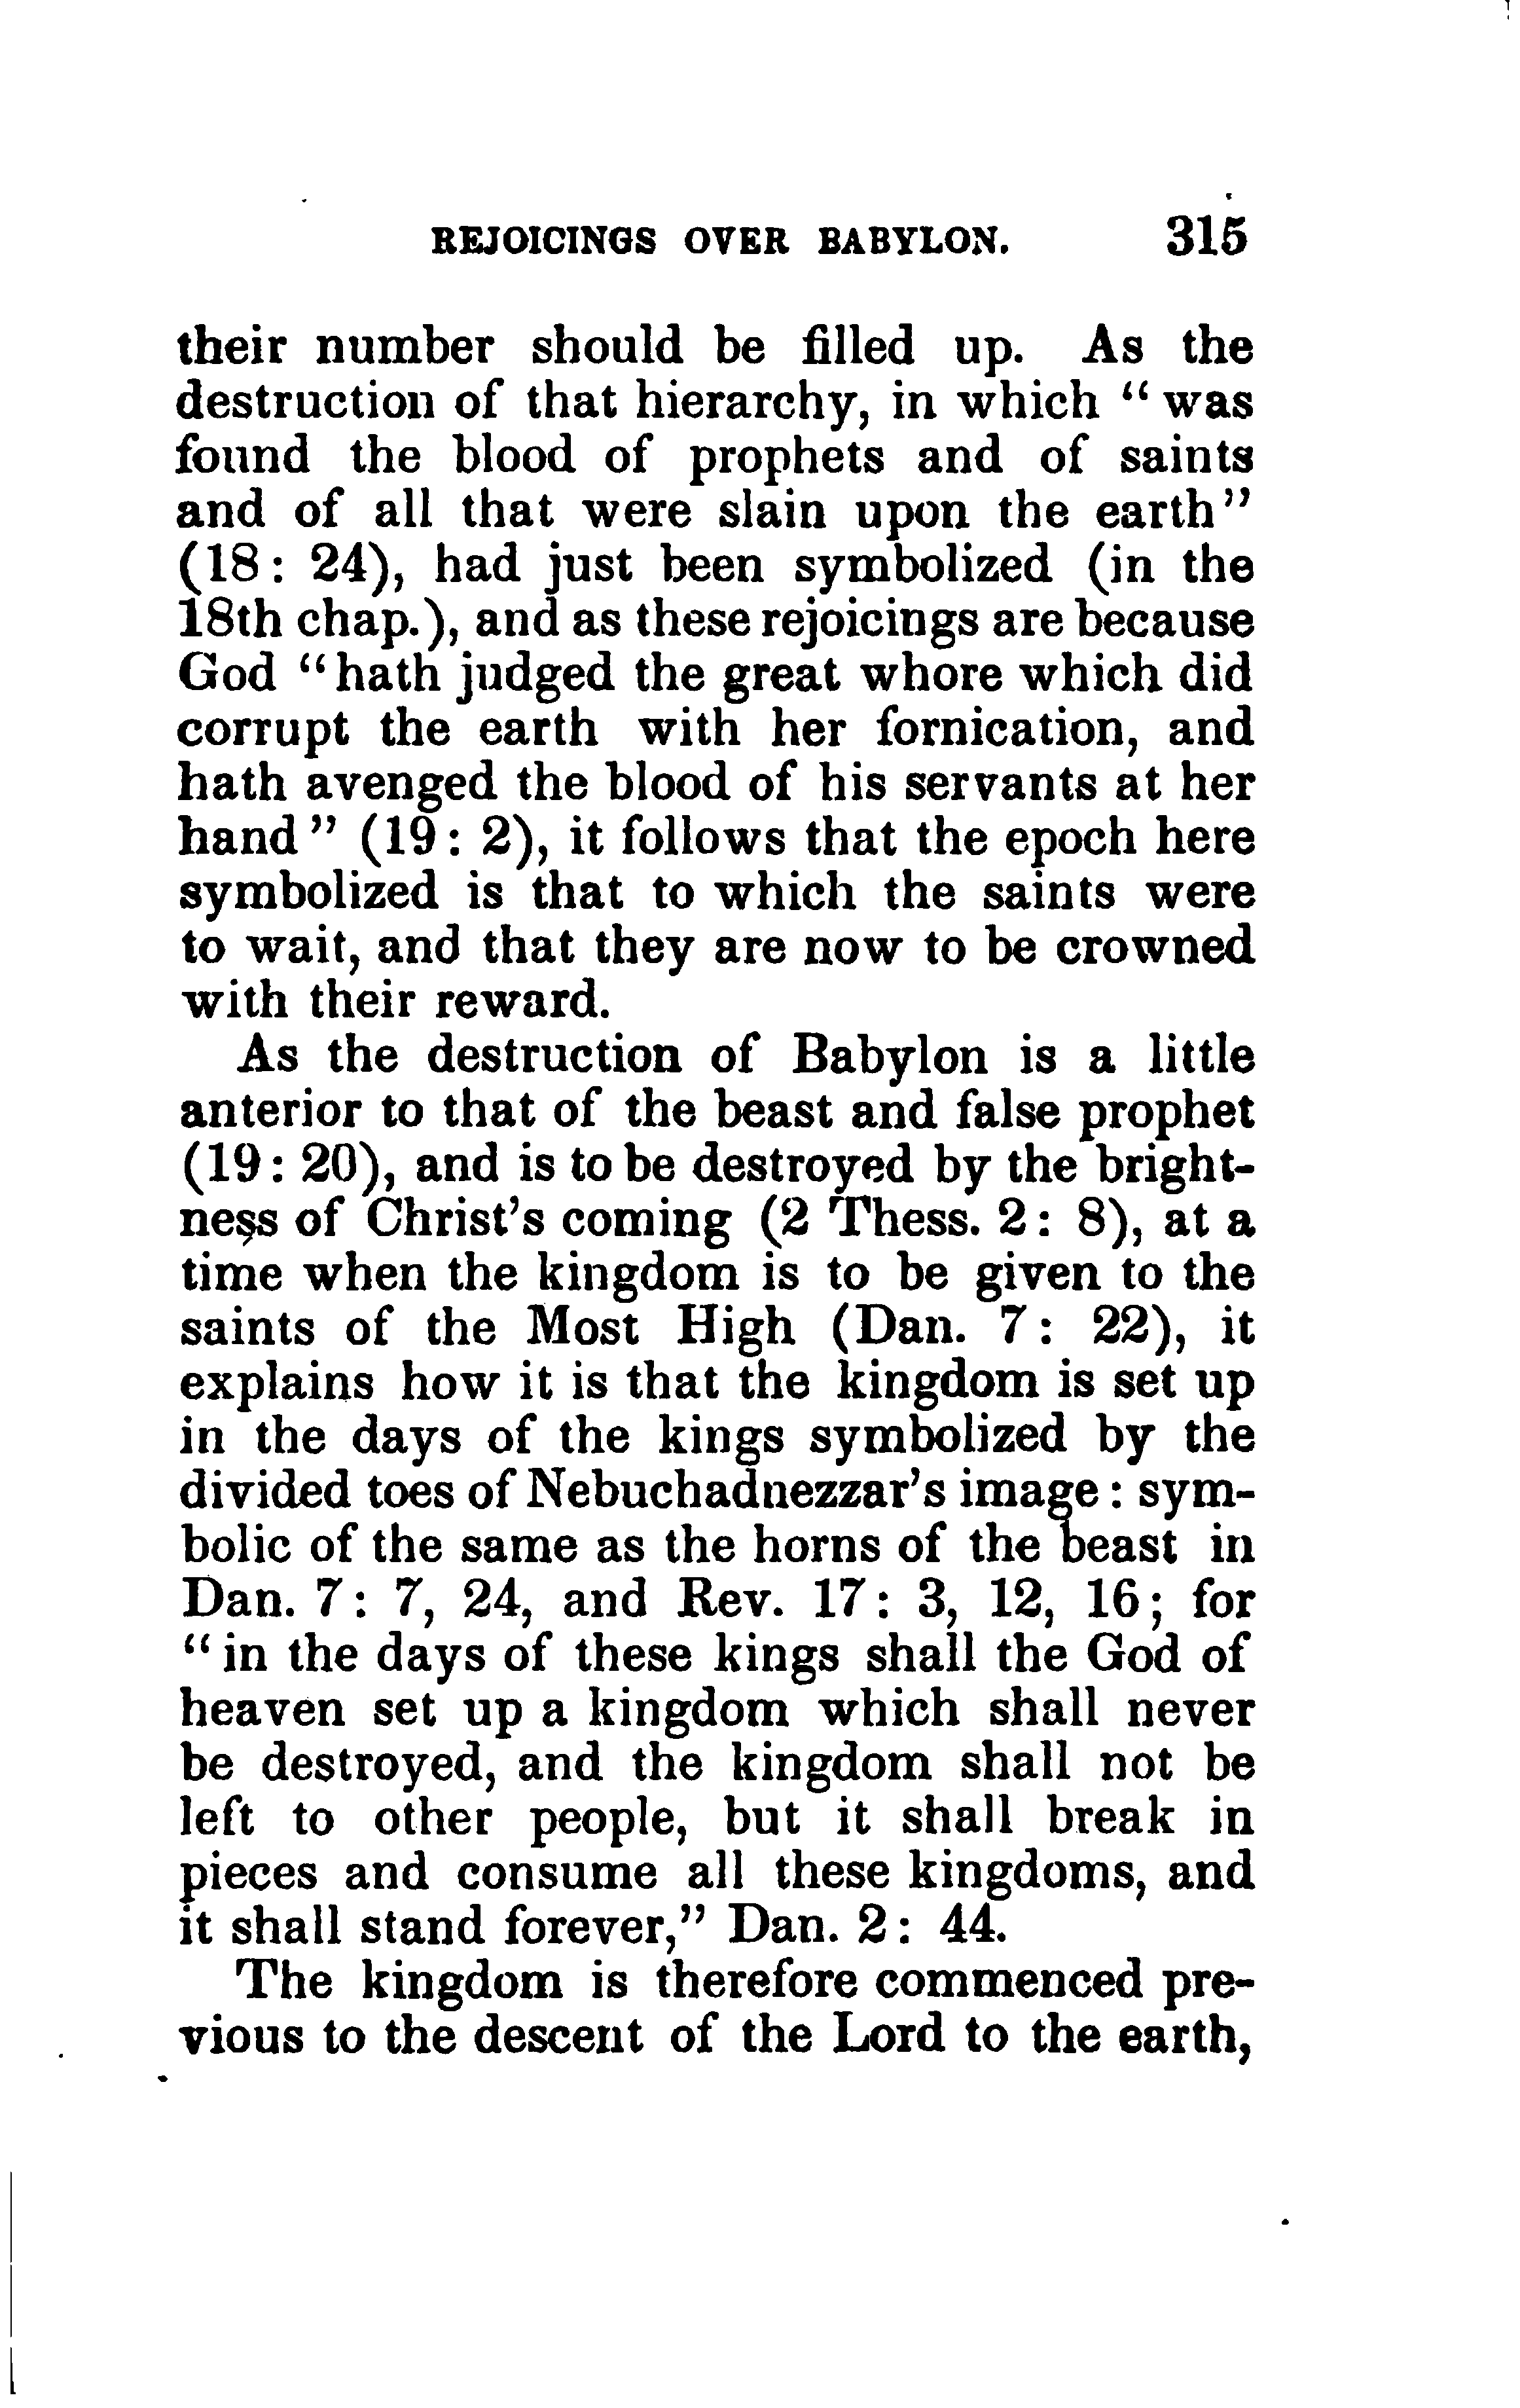 REJOICINGS OVER BABYLON. 315
their number should be filled up. As the
destruction of that hierarchy, in which “ was
found the blood of prophets and of saints
and of all that were slain upon the earth”
(18: 24), had just been symbolized (in the
18th chap.), and as these rejoicings are because
God “hath judged the great whore which did
corrupt the earth with her fornication, and
hath avenged the blood of his servants at her
hand” (19: 2), it follows that the epoch here
symbolized is that to which the saints were
to wait, and that they are now to be crowned
with their reward.
As the destruction of Babylon is a little
anterior to that of the beast and false prophet
(19: 20), and is to be destroyed by the bright-
ness of Christ’s coming (2 Thess. 2: 8), at a
time when the kingdom is to be given to the
saints of the Most High (Dan. 7: 22), it
explains how it is that the kingdom is set up
in the days of the kings symbolized by the
divided toes of Nebuchadnezzar’s image: sym-
bolic of the same as the horns of the beast in
Dan. 7: 7, 24, and Rev. 17: 3, 12, 16; for
“in the days of these kings shall the God of
heaven set up a kingdom which shall never
be destroyed, and the kingdom shall not be
left to other people, but it shall break in
pieces and consume all these kingdoms, and
it shall stand forever,” Dan. 2: 44.
The kingdom is therefore commenced pre-
vious to the descent of the Lord to the earth,